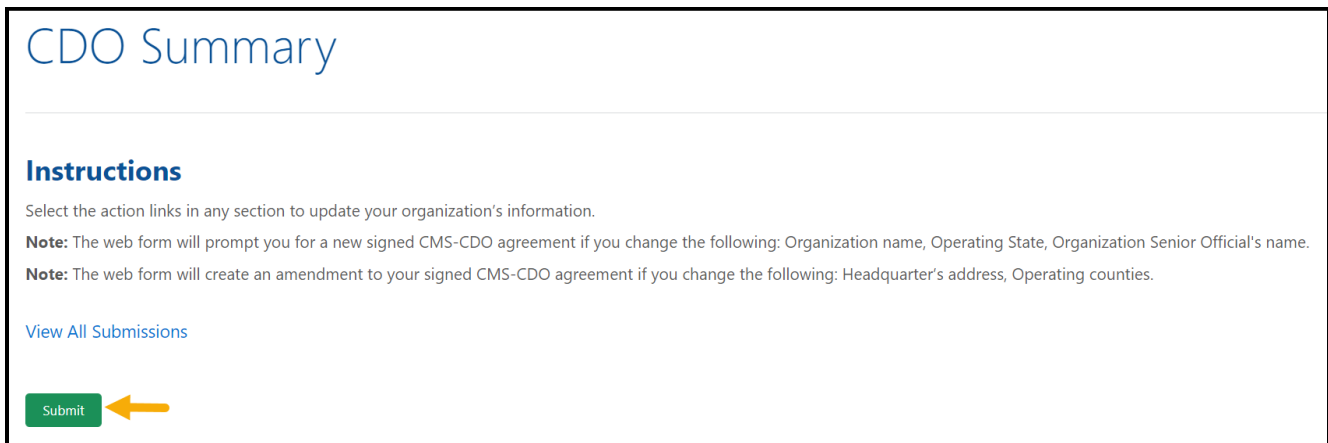 CDO Summary
Instructions
Select the action links in any section to update your organization’s information.
Note: The web form will prompt you for a new signed CMS-CDO agreement if you change the following: Organization name, Operating State, Organization Senior Official's name.
Note: The web form will create an amendment to your signed CMS-CDO agreement if you change the following: Headquarter’s address, Operating counties.
View All Submissions
Submit